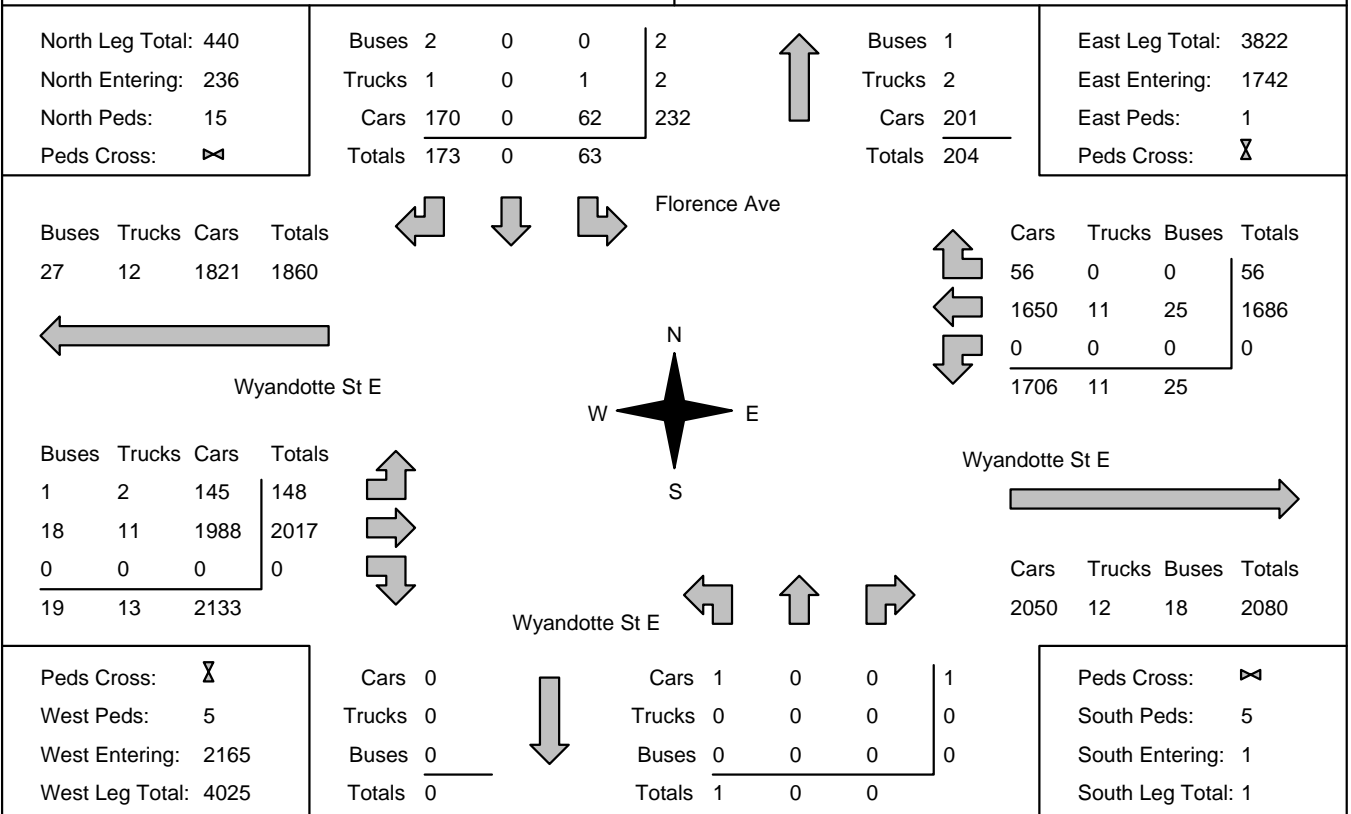 North Leg Total: 440
North Entering: 236
North Peds: 15
Peds Cross:
Buses 2 0 0 2
Trucks 1 0 1 2
Cars 170 0 62 232
Totals 173 0 63
Buses 1
Trucks 2
Cars 201
Totals 204
East Leg Total: 3822
East Entering: 1742
East Peds: 1
Peds Cross:
Florence Ave
Buses Trucks Cars Totals
27 12 1821 1860
Wyandotte St E
Cars Trucks Buses Totals
56 0 0 56
1650 11 25 1686
0 0 0 0
1706 11 25
N
W E
S
Buses Trucks Cars Totals
1 2 145 148
18 11 1988 2017
0 0 0 0
19 13 2133
Wyandotte St E
Cars Trucks Buses Totals
2050 12 18 2080
Wyandotte St E
Peds Cross:
West Peds: 5
West Entering: 2165
West Leg Total: 4025
Cars 0
Trucks 0
Buses 0
Totals 0
Cars 1 0 0 1
Trucks 0 0 0 0
Buses 0 0 0 0
Totals 1 0 0
Peds Cross:
South Peds: 5
South Entering: 1
South Leg Total: 1